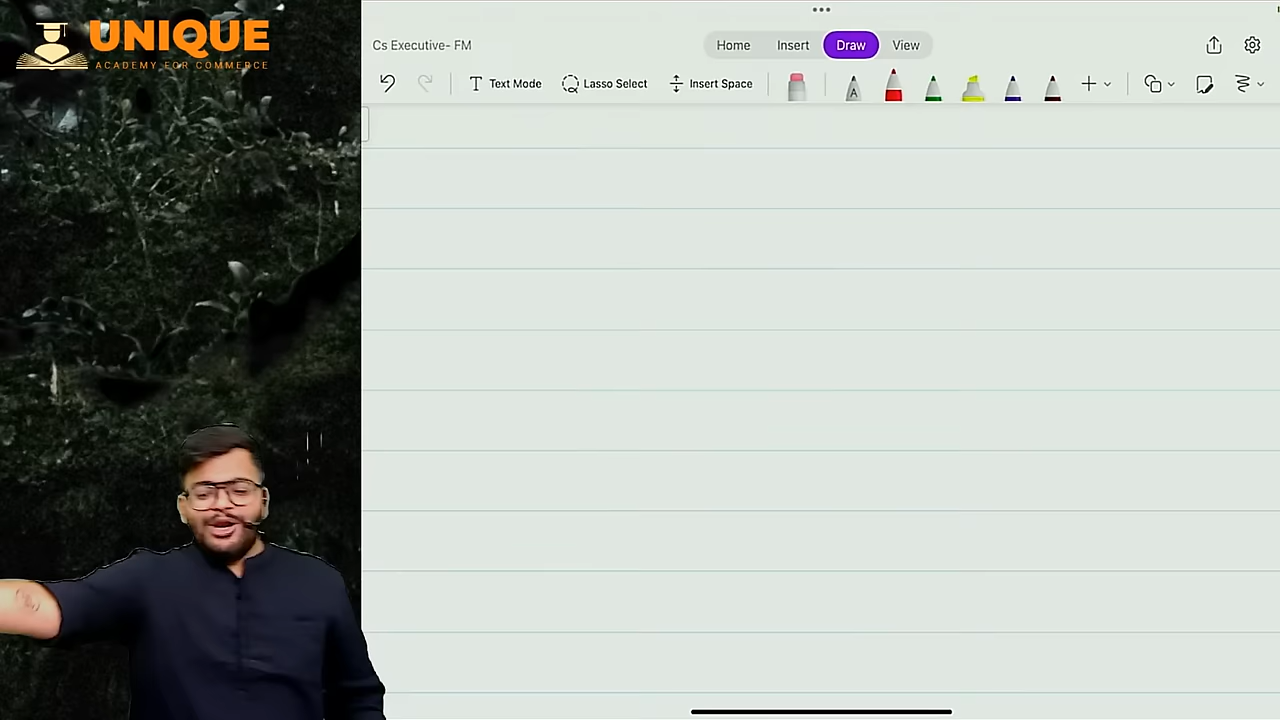 UNIQUE
ACADEMY FOR COMMERCE
Cs Executive- FM
Home Insert Draw View
Text Mode Lasso Select Insert Space
A